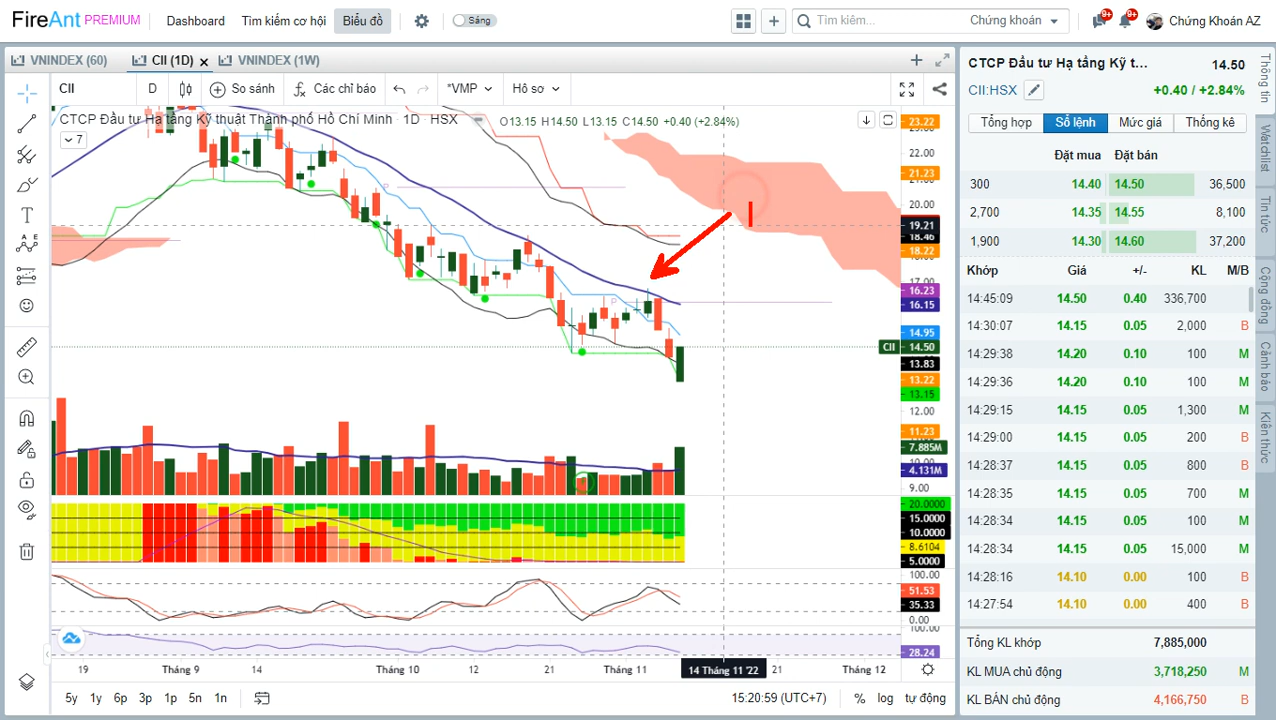 FireAnt PREMIUM Dashboard Tìm kiếm cơ hội Biểu đồ Sáng Tìm kiếm... Chứng khoán 9+ 9+ Chứng Khoán AZ
VNINDEX (60) CII (1D) VNINDEX (1W)
CII D So sánh Các chỉ báo *VMP Hồ sơ
CTCP Đầu tư Hạ tầng Kỹ thuật Thành phố Hồ Chí Minh 1D HSX O13.15 H14.50 L13.15 C14.50 +0.40 (+2.84%)
7
23.22
22.00
21.23
20.00
19.21
18.46
18.22
17.00
16.23
16.15
14.95
CII 14.50
13.83
13.22
13.15
12.00
11.23
7.885M
10.00
4.131M
9.00
20.0000
15.0000
10.0000
8.6104
5.0000
100.00
51.53
35.33
0.00
100.00
28.24
P
P
19 Tháng 9 14 Tháng 10 12 21 Tháng 11 14 Tháng 11 '22 21 Tháng 12
5y 1y 6p 3p 1p 5n 1n 15:20:59 (UTC+7) % log tự động
CTCP Đầu tư Hạ tầng Kỹ t... 14.50
CII:HSX +0.40 / +2.84%
Tổng hợp Sổ lệnh Mức giá Thống kê
Đặt mua Đặt bán
300 14.40 14.50 36,500
2,700 14.35 14.55 8,100
1,900 14.30 14.60 37,200
Khớp Giá +/- KL M/B
14:45:09 14.50 0.40 336,700
14:30:07 14.15 0.05 2,000 B
14:29:38 14.20 0.10 100 M
14:29:36 14.20 0.10 100 M
14:29:15 14.15 0.05 1,300 M
14:29:00 14.15 0.05 200 B
14:28:37 14.15 0.05 800 B
14:28:35 14.15 0.05 700 M
14:28:34 14.15 0.05 100 M
14:28:34 14.15 0.05 15,000 M
14:28:16 14.10 0.00 100 B
14:27:54 14.10 0.00 400 B
Tổng KL khớp 7,885,000
KL MUA chủ động 3,718,250 M
KL BÁN chủ động 4,166,750 B
Thông tin
Watchlist
Tin tức
Cộng đồng
Cảnh báo
Kiến thức